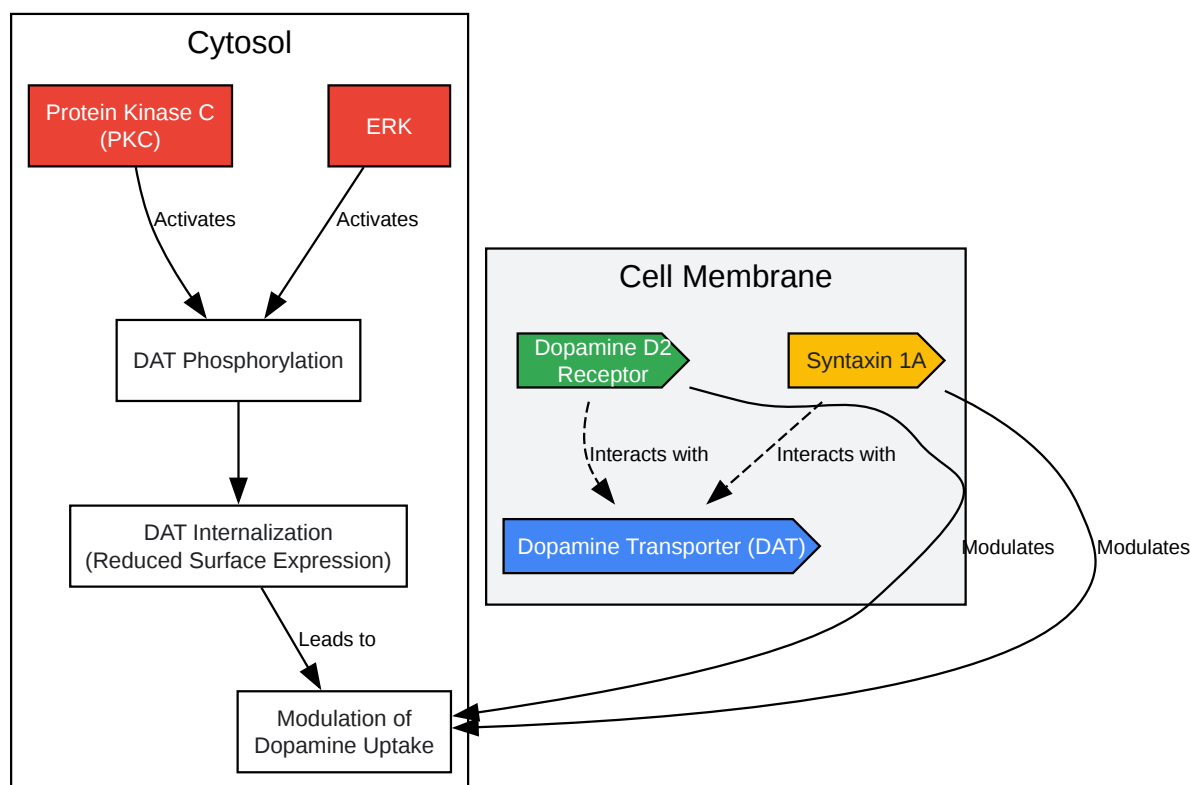 Cytosol
Protein Kinase C
(PKC)
ERK
Activates
Activates
DAT Phosphorylation
DAT Internalization
(Reduced Surface Expression)
Leads to
Modulation of
Dopamine Uptake
Cell Membrane
Dopamine D2
Receptor
Syntaxin 1A
Interacts with
Interacts with
Dopamine Transporter (DAT)
Modulates
Modulates